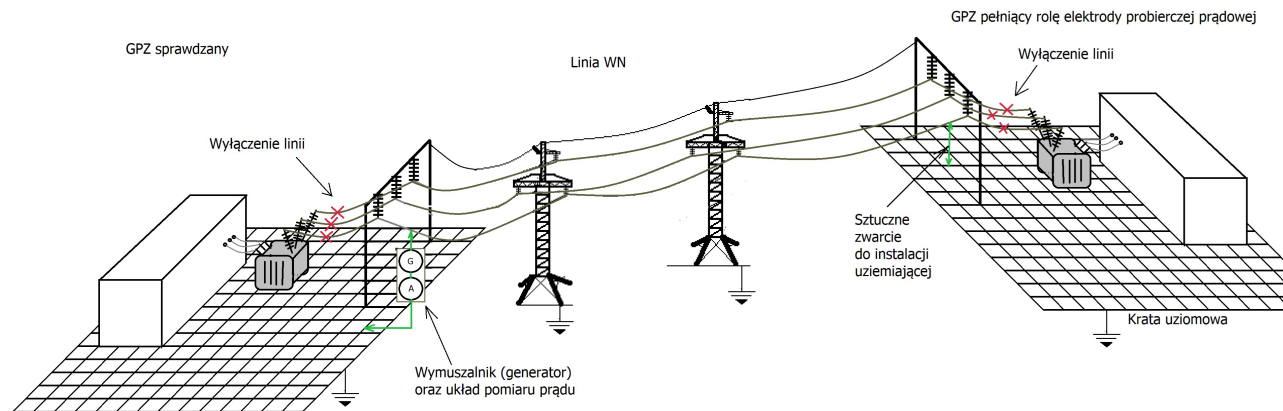 GPZ pełniący rolę elektrody probierczej prądowej
GPZ sprawdzany
Linia WN
Wyłączenie linii
Wyłączenie linii
Sztuczne
zwarcie
do instalacji
uziemiającej
G
A
Krata uziomowa
Wymuszalnik (generator)
oraz układ pomiaru prądu